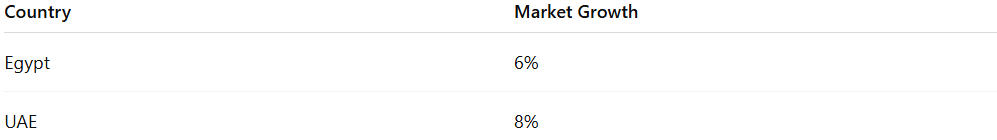 Country Market Growth
Egypt 6%
UAE 8%